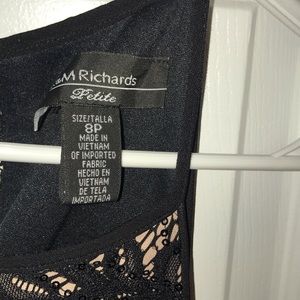 M Richards
Petite
SIZE/TALLA
8P
MADE IN
VIETNAM
OF IMPORTED
FABRIC
HECHO EN
VIETNAM
DE TELA
IMPORTADA